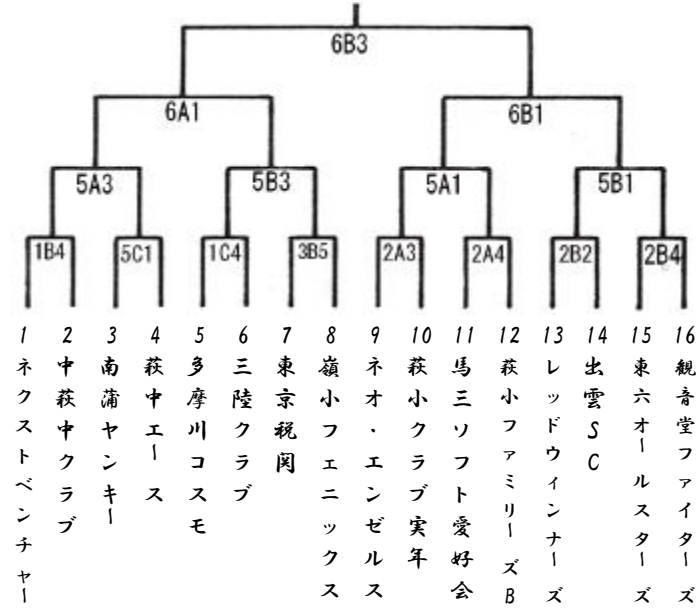 6B3
6A1
6B1
5A3
5B3
5A1
5B1
1B4
5C1
1C4
3B5
2A3
2A4
2B2
2B4
1 ネクストベンチャー
2 中萩中クラブ
3 南蒲ヤンキー
4 萩中エース
5 多摩川コスモ
6 三陸クラブ
7 東京税関
8 嶺小フェニックス
9 ネオ・エンゼルス
10 萩小クラブ実年
11 馬三ソフト愛好会
12 萩小ファミリーズB
13 レッドウィンナーズ
14 出雲SC
15 東六オールスターズ
16 観音堂ファイターズ